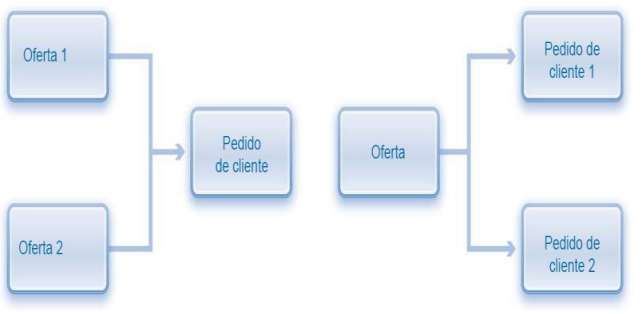 Oferta 1
Oferta 2
Pedido
de cliente
Oferta
Pedido de
cliente 1
Pedido de
cliente 2